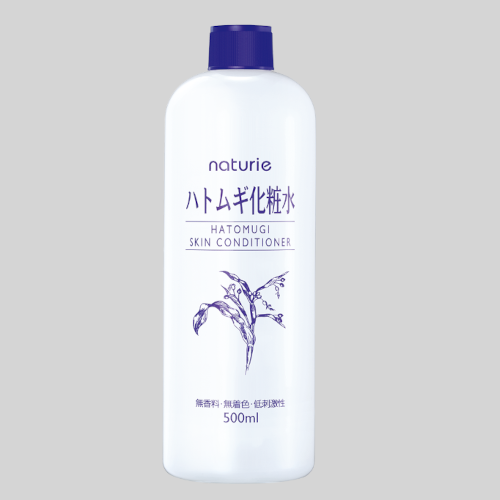 naturie
ハトムギ化粧水
HATOMUGI
SKIN CONDITIONER
無香料・無着色・低刺激性
500ml